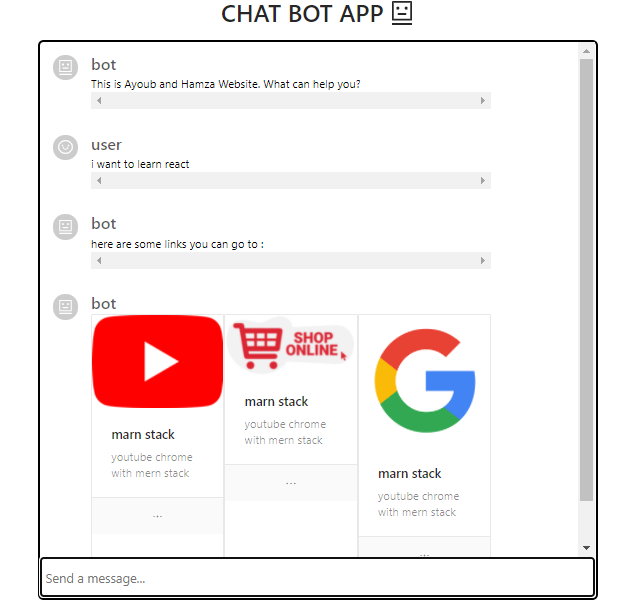 CHAT BOT APP
bot
This is Ayoub and Hamza Website. What can help you?
user
i want to learn react
bot
here are some links you can go to :
bot
marn stack
youtube chrome
with mern stack
...
SHOP
ONLINE
marn stack
youtube chrome
with mern stack
...
marn stack
youtube chrome
with mern stack
...
Send a message...